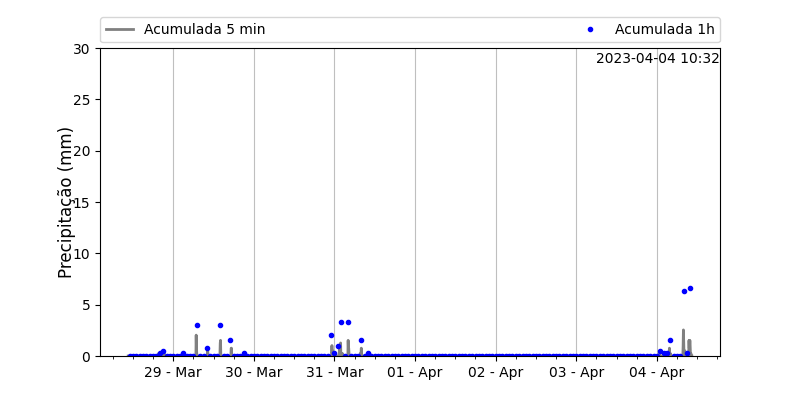 Acumulada 5 min
Acumulada 1h
2023-04-04 10:32
Precipitação (mm)
30
25
20
15
10
5
0
29 - Mar
30 - Mar
31 - Mar
01 - Apr
02 - Apr
03 - Apr
04 - Apr